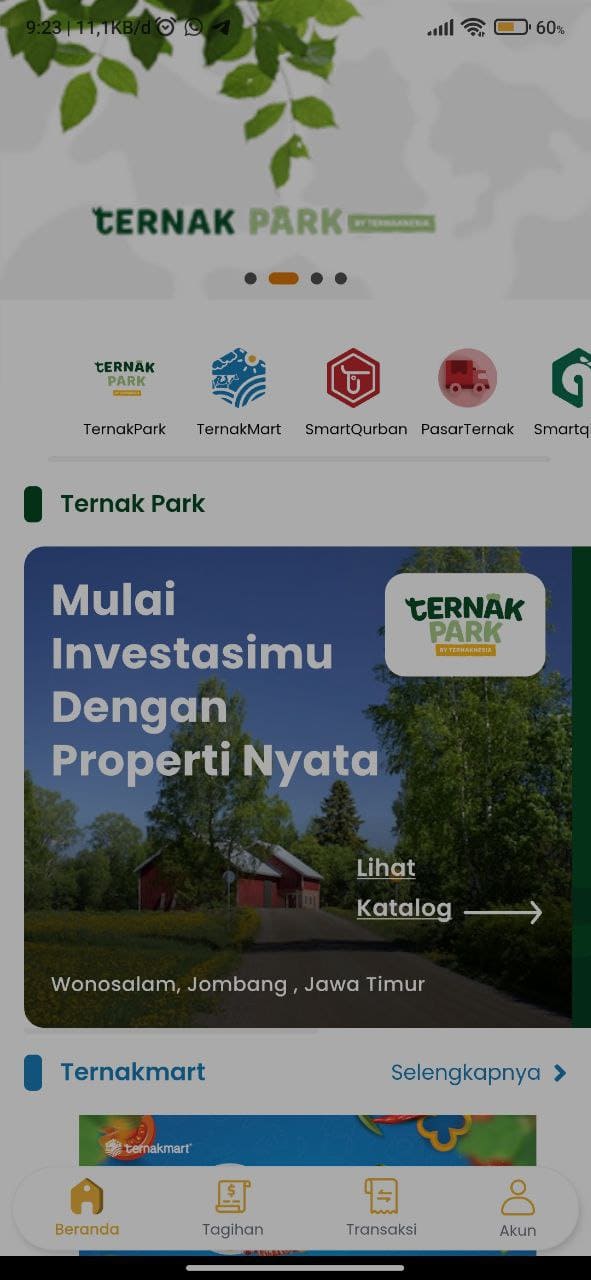 9:23 | 11,1KB/d
60%
TERNAK PARK BY TERNAKNESIA
TERNAK
PARK
TernakPark
TernakMart
SmartQurban
PasarTernak
Smartq
Ternak Park
Mulai
Investasimu
Dengan
Properti Nyata
TERNAK
PARK
BY TERNAKNESIA
Lihat
Katalog
Wonosalam, Jombang , Jawa Timur
Ternakmart
Selengkapnya
ternakmart
Beranda
Tagihan
Transaksi
Akun